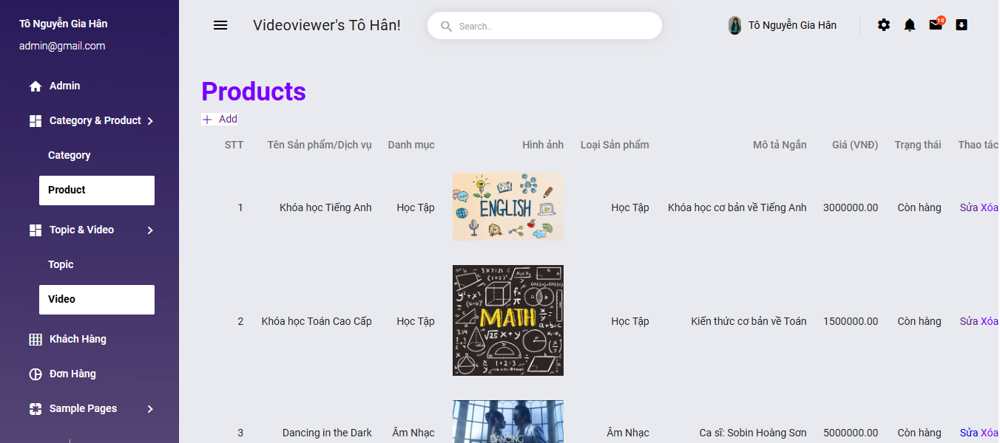 Tô Nguyễn Gia Hân
admin@gmail.com
Admin
Category & Product
Category
Product
Topic & Video
Topic
Video
Khách Hàng
Đơn Hàng
Sample Pages
Videoviewer's Tô Hân!
Search..
Tô Nguyễn Gia Hân
10
Products
+ Add
STT Tên Sản phẩm/Dịch vụ Danh mục Hình ảnh Loại Sản phẩm Mô tả Ngắn Giá (VNĐ) Trạng thái Thao tác
1 Khóa học Tiếng Anh Học Tập ENGLISH Học Tập Khóa học cơ bản về Tiếng Anh 3000000.00 Còn hàng Sửa Xóa
2 Khóa học Toán Cao Cấp Học Tập MATH Học Tập Kiến thức cơ bản về Toán 1500000.00 Còn hàng Sửa Xóa
3 Dancing in the Dark Âm Nhạc DANCING Âm Nhạc Ca sĩ: Sobin Hoàng Sơn 5000000.00 Còn hàng Sửa Xóa